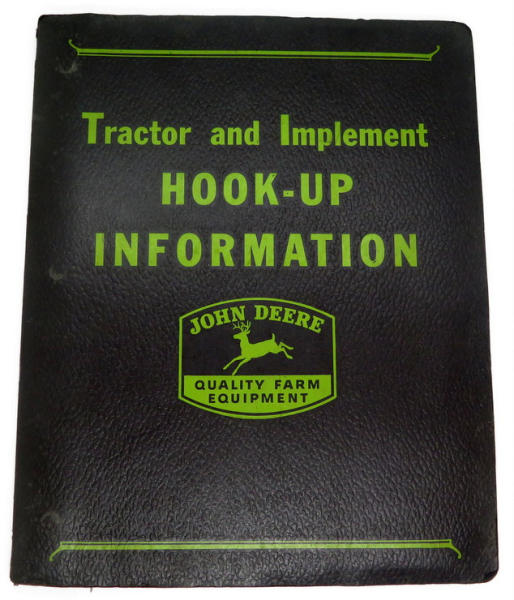 Tractor and Implement
HOOK-UP
INFORMATION
JOHN DEERE
QUALITY FARM
EQUIPMENT